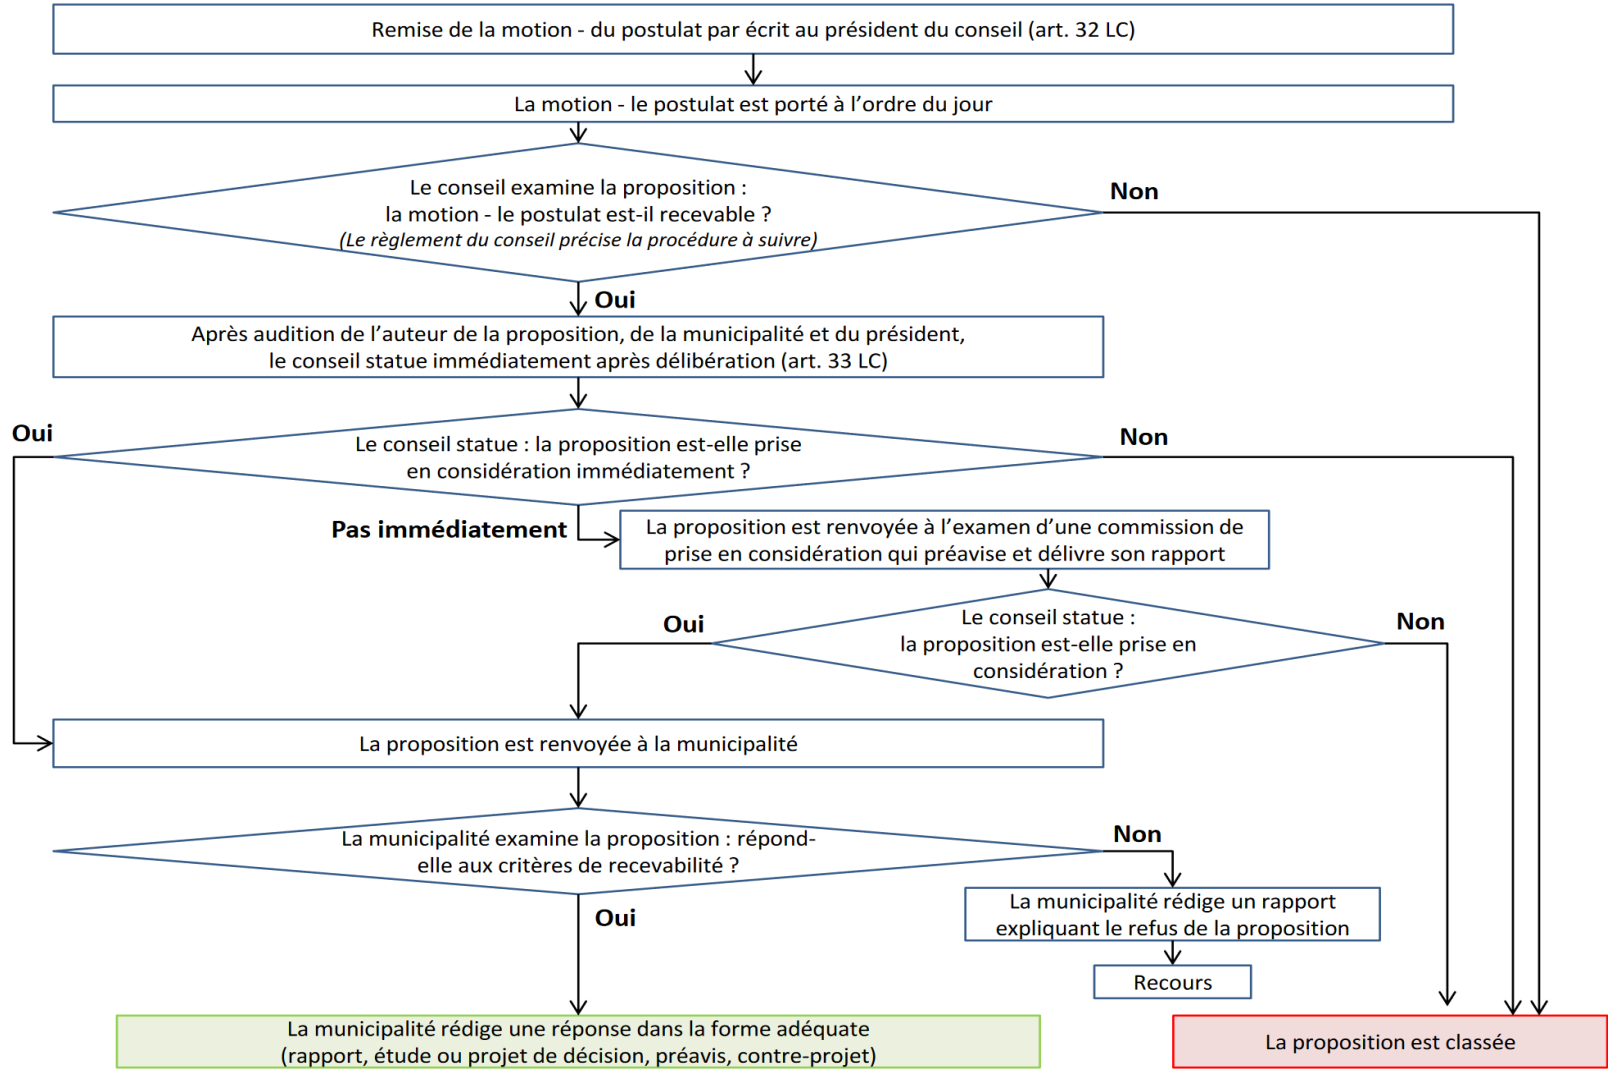 Remise de la motion - du postulat par écrit au président du conseil (art. 32 LC)
La motion - le postulat est porté à l’ordre du jour
Le conseil examine la proposition :
la motion - le postulat est-il recevable ?
(Le règlement du conseil précise la procédure à suivre)
Non
Oui
Après audition de l’auteur de la proposition, de la municipalité et du président,
le conseil statue immédiatement après délibération (art. 33 LC)
Oui
Le conseil statue : la proposition est-elle prise
en considération immédiatement ?
Non
Pas immédiatement
La proposition est renvoyée à l’examen d’une commission de
prise en considération qui préavise et délivre son rapport
Oui
Le conseil statue :
la proposition est-elle prise en
considération ?
Non
La proposition est renvoyée à la municipalité
La municipalité examine la proposition : répond-
elle aux critères de recevabilité ?
Non
Oui
La municipalité rédige un rapport
expliquant le refus de la proposition
Recours
La municipalité rédige une réponse dans la forme adéquate
(rapport, étude ou projet de décision, préavis, contre-projet)
La proposition est classée